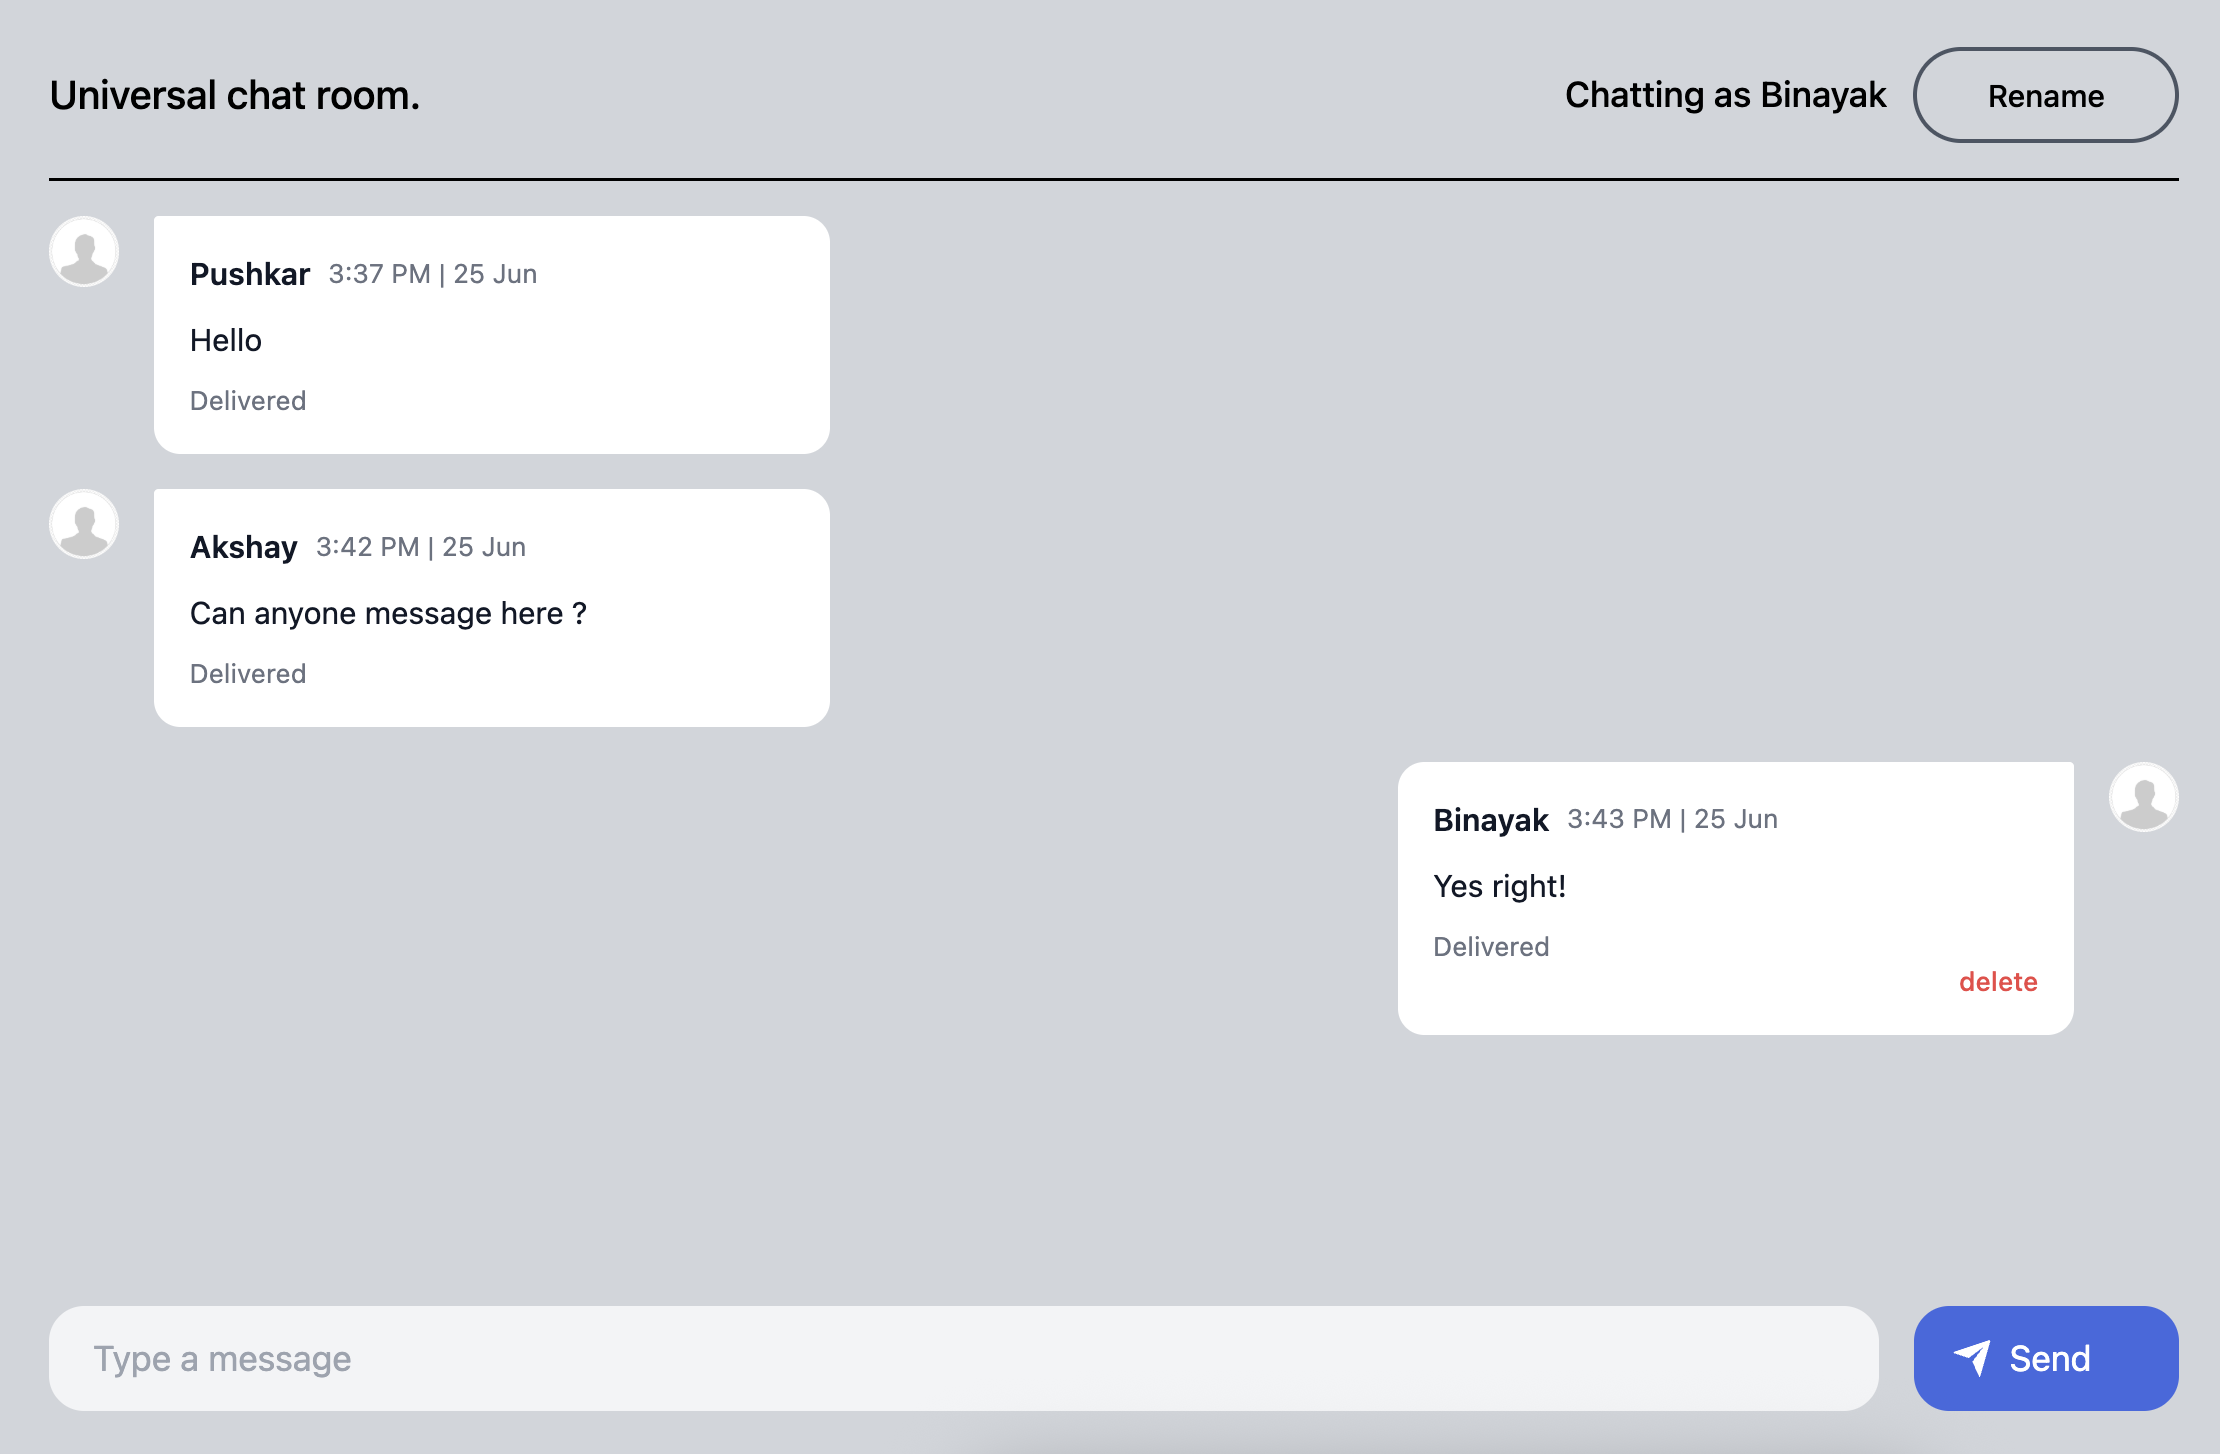 Universal chat room.
Chatting as Binayak
Rename
Pushkar 3:37 PM | 25 Jun
Hello
Delivered
Akshay 3:42 PM | 25 Jun
Can anyone message here ?
Delivered
Binayak 3:43 PM | 25 Jun
Yes right!
Delivered
delete
Type a message
Send